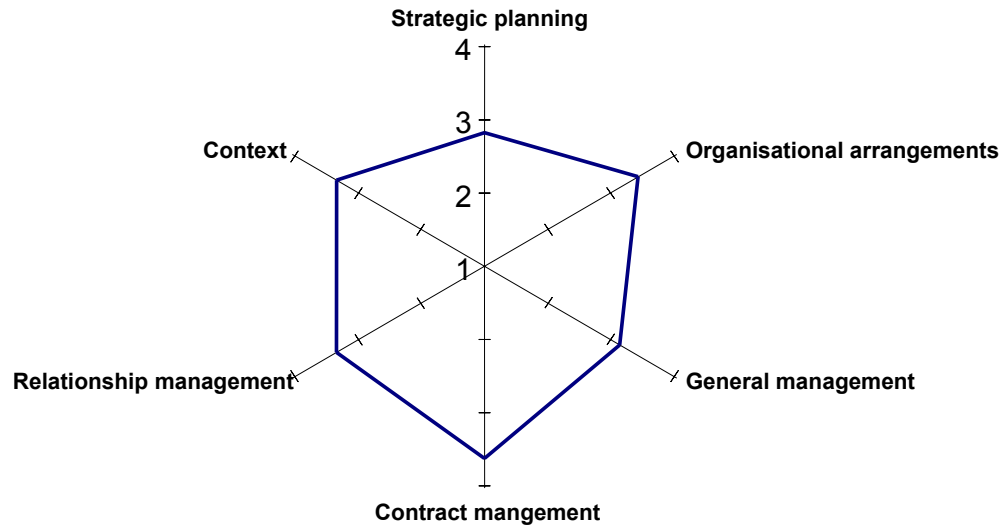 Strategic planning
4
3
Context
Organisational arrangements
2
1
Relationship management
General management
Contract mangement